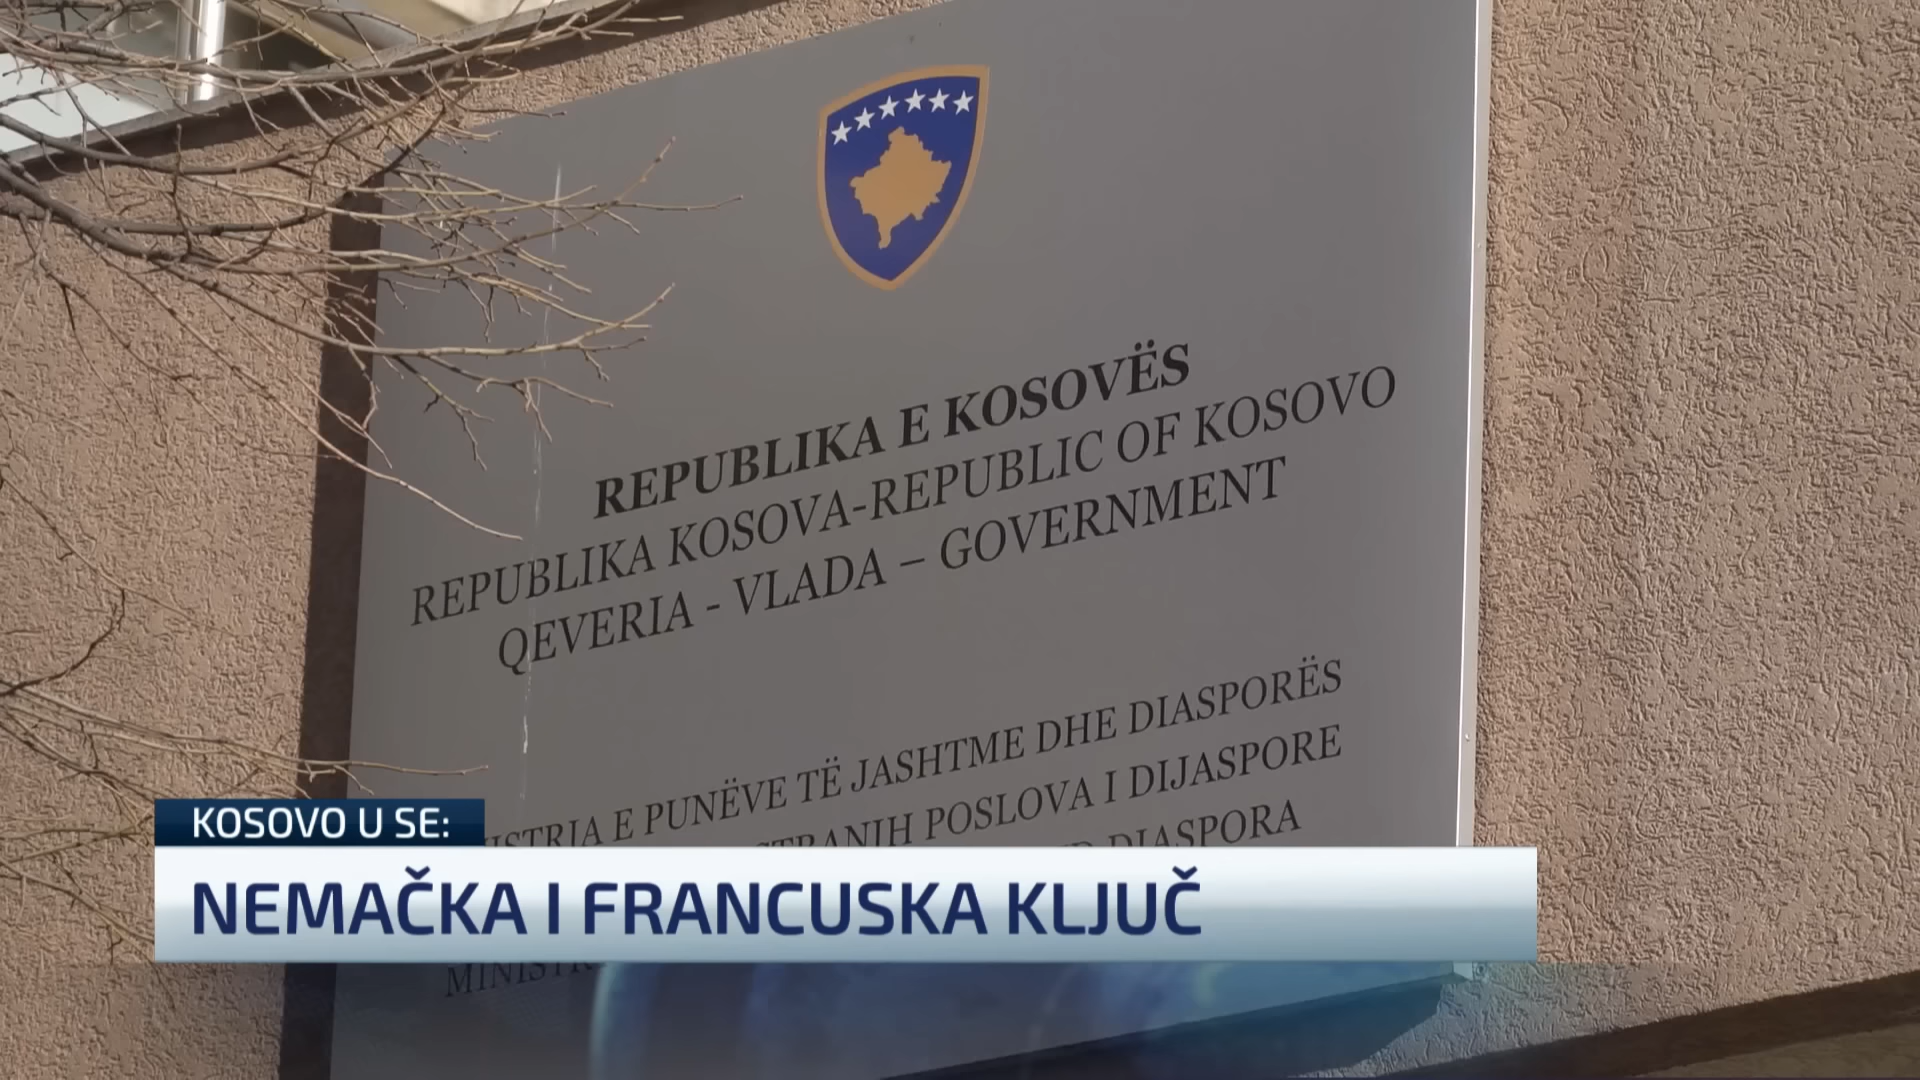 REPUBLIKA E KOSOVËS
REPUBLIKA KOSOVA-REPUBLIC OF KOSOVO
QEVERIA - VLADA – GOVERNMENT
E PUNËVE TË JASHTME DHE DIASPORËS
POSLOVA I DIJASPORE
DIASPORA
KOSOVO U SE:
NEMAČKA I FRANCUSKA KLJUČ